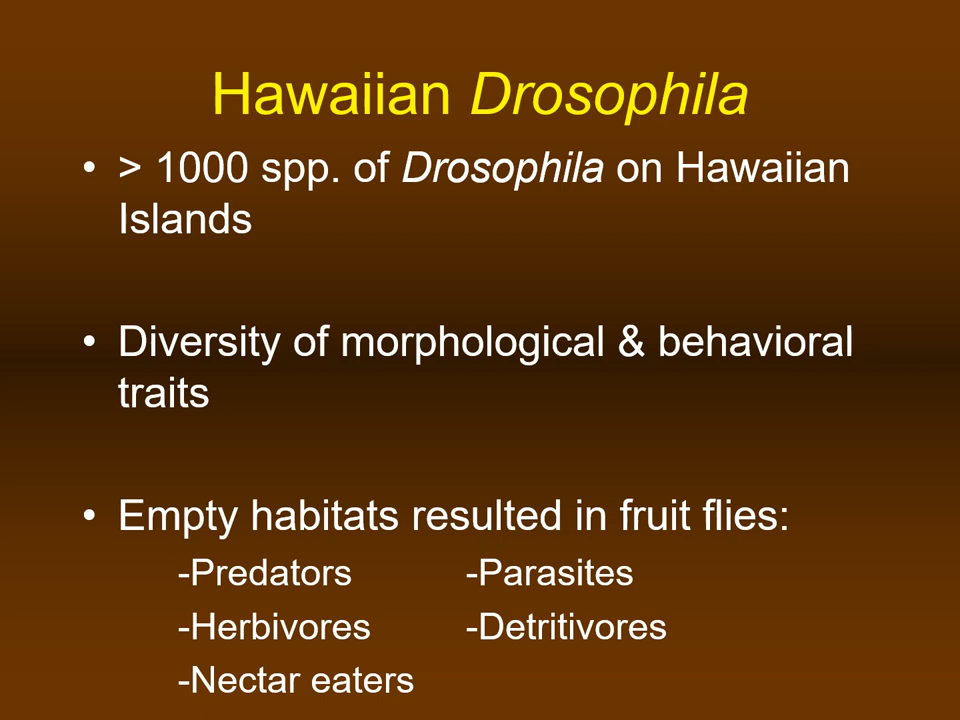 Hawaiian Drosophila
• > 1000 spp. of Drosophila on Hawaiian
Islands
• Diversity of morphological & behavioral
traits
• Empty habitats resulted in fruit flies:
-Predators -Parasites
-Herbivores -Detritivores
-Nectar eaters